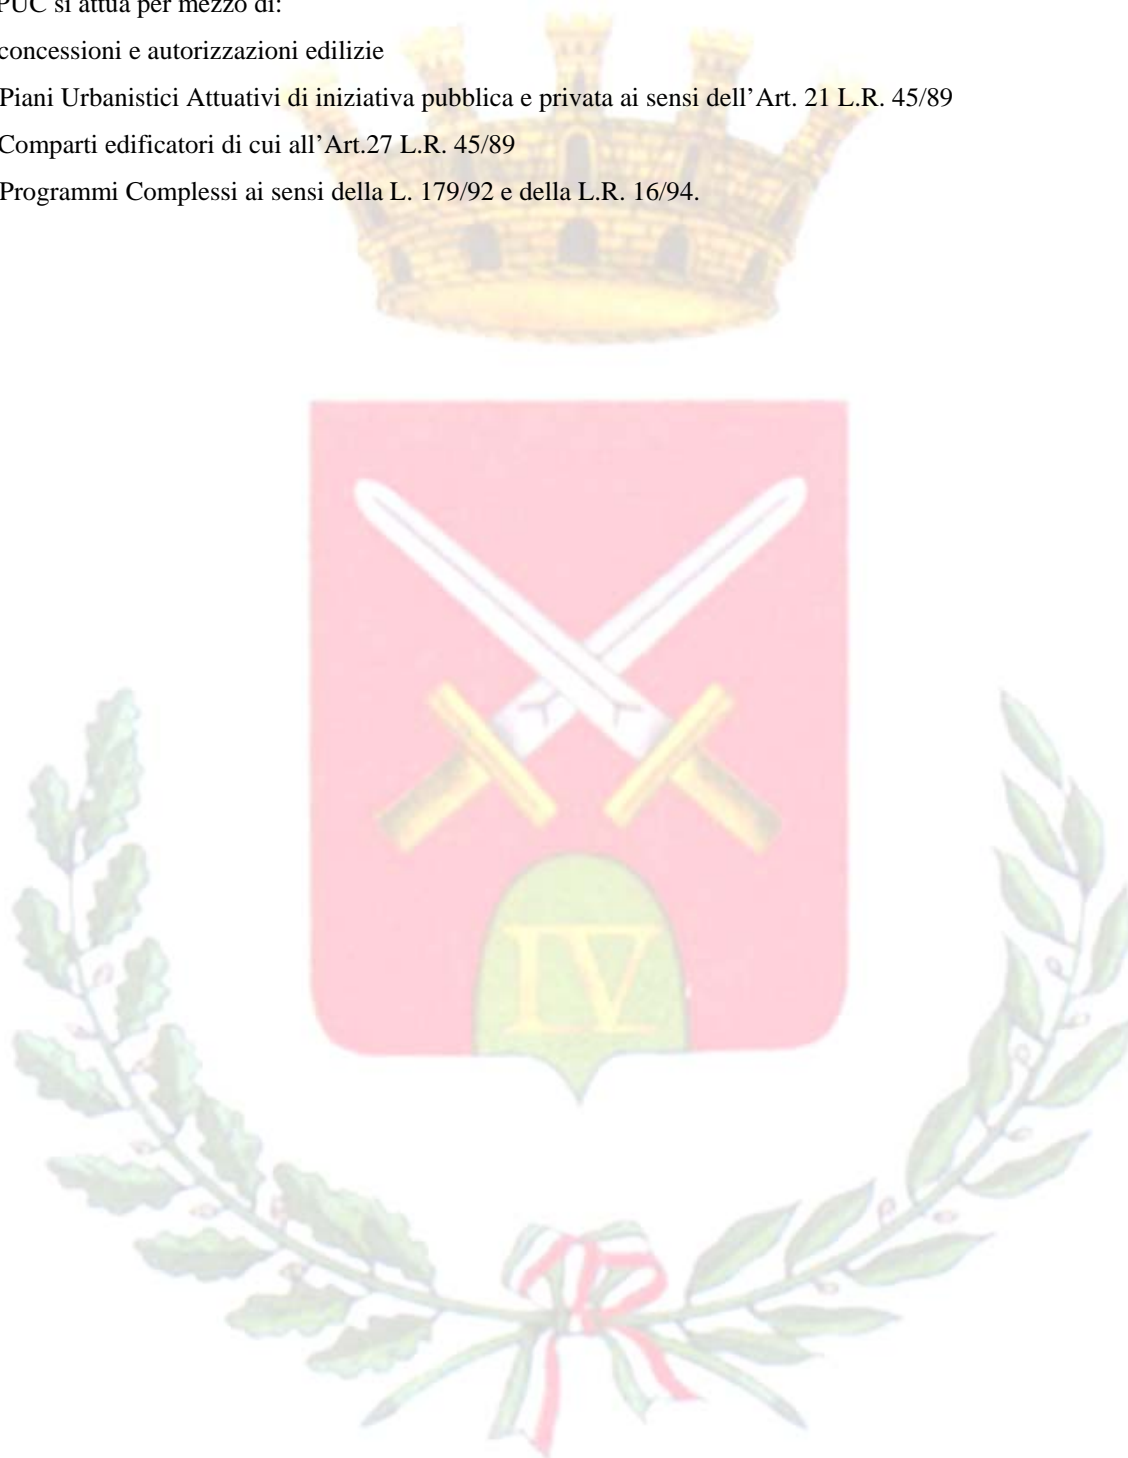 PUC si attua per mezzo di:
concessioni e autorizzazioni edilizie
Piani Urbanistici Attuativi di iniziativa pubblica e privata ai sensi dell’Art. 21 L.R. 45/89
Comparti edificatori di cui all’Art.27 L.R. 45/89
Programmi Complessi ai sensi della L. 179/92 e della L.R. 16/94.
IV